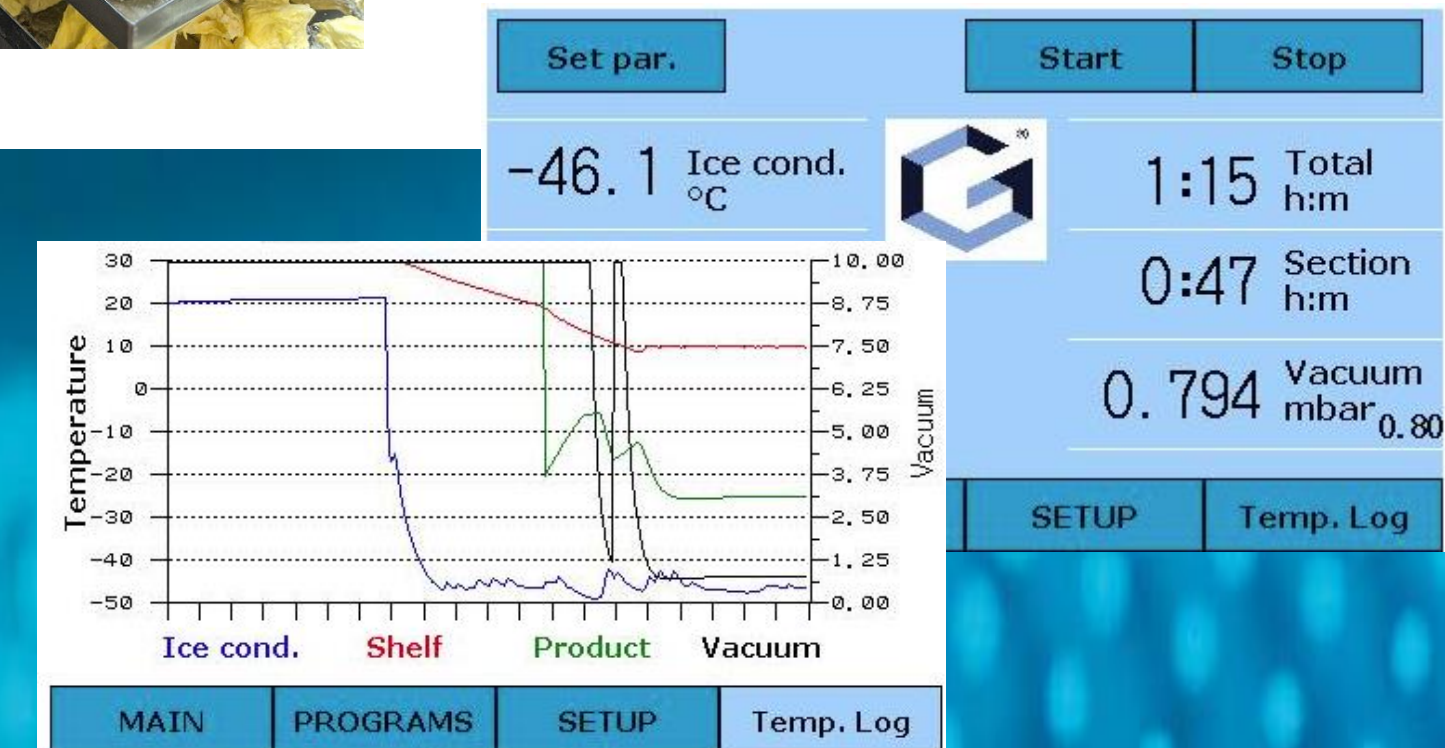 Set par.
Start
Stop
-46.1 Ice cond. °C
®
1:15 Total h:m
0:47 Section h:m
0.794 Vacuum mbar 0.80
SETUP
Temp. Log
Temperature
30
20
10
0
-10
-20
-30
-40
-50
10.00
8.75
7.50
6.25
5.00
3.75
2.50
1.25
0.00
Vacuum
Ice cond. Shelf Product Vacuum
MAIN PROGRAMS SETUP Temp. Log